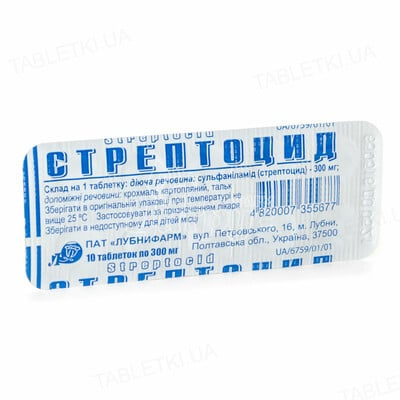 TABLETKI.UA
Streptocid
UA/6759/01/01
СТРЕПТОЦИД
Склад на 1 таблетку: діюча речовина: сульфаніламід (стрептоцид) - 300 мг;
допоміжні речовини: крохмаль картопляний, тальк
Зберігати в оригінальній упаковці при температурі не
вище 25 °C Застосовувати за призначенням лікаря
Зберігати в недоступному для дітей місці
4 820007 355677
ПАТ "ЛУБНИФАРМ" вул. Петровського, 16, м. Лубни,
Полтавська обл., Україна, 37500
10 таблеток по 300 мг
UA/6759/01/01
Streptocid
СТРЕПТОЦИД
TABLETKI.UA